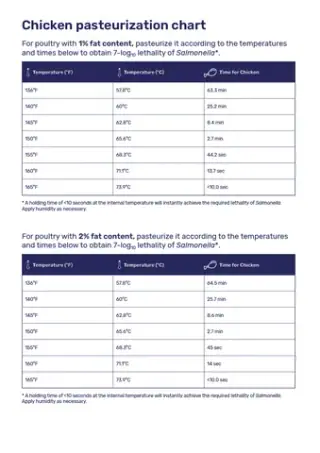 Chicken pasteurization chart
For poultry with 1% fat content, pasteurize it according to the temperatures
and times below to obtain 7-log₁₀ lethality of Salmonella*.
Temperature (°F) Temperature (°C) Time for Chicken
136°F 57.8°C 63.3 min
140°F 60°C 25.2 min
145°F 62.8°C 8.4 min
150°F 65.6°C 2.7 min
155°F 68.3°C 44.2 sec
160°F 71.1°C 13.7 sec
165°F 73.9°C <10.0 sec
* A holding time of <10 seconds at the internal temperature will instantly achieve the required lethality of Salmonella
Apply humidity as necessary.
For poultry with 2% fat content, pasteurize it according to the temperatures
and times below to obtain 7-log₁₀ lethality of Salmonella*.
Temperature (°F) Temperature (°C) Time for Chicken
136°F 57.8°C 64.5 min
140°F 60°C 25.7 min
145°F 62.8°C
150°F 65.6°C 2.7 min
155°F 68.3°C 45 sec
160°F 71.1°C 14 sec
165°F 73.9°C <10.0 sec
* A holding time of <10 seconds at the internal temperature will instantly achieve the required lethality of Salmonella
Apply humidity as necessary.